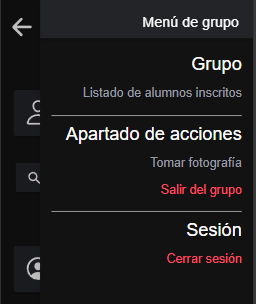 Menú de grupo
Grupo
Listado de alumnos inscritos
Apartado de acciones
Tomar fotografía
Salir del grupo
Sesión
Cerrar sesión